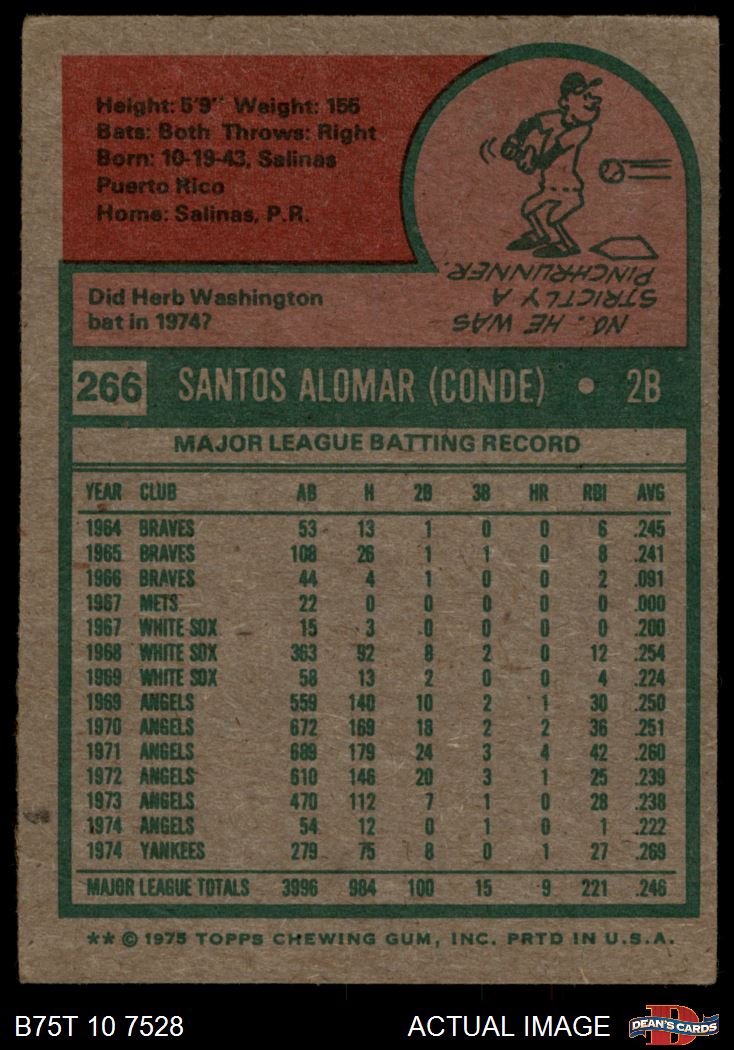 Height: 5'9" Weight: 155
Bats: Both Throws: Right
Born: 10-19-43, Salinas
Puerto Rico
Home: Salinas, P.R.
Did Herb Washington
bat in 1974?
NO. HE WAS
STRICTLY A
PINCHRUNNER.
266 SANTOS ALOMAR (CONDE) • 2B
MAJOR LEAGUE BATTING RECORD
YEAR CLUB AB H 2B 3B HR RBI AVG
1964 BRAVES 53 13 1 0 0 6 .245
1965 BRAVES 108 26 1 1 0 8 .241
1966 BRAVES 44 4 1 0 0 2 .091
1967 METS 22 0 0 0 0 0 .000
1967 WHITE SOX 15 3 0 0 0 0 .200
1968 WHITE SOX 363 92 8 2 0 12 .254
1969 WHITE SOX 58 13 2 0 0 4 .224
1969 ANGELS 559 140 10 2 1 30 .250
1970 ANGELS 672 169 18 2 2 36 .251
1971 ANGELS 689 179 24 3 4 42 .260
1972 ANGELS 610 146 20 3 1 25 .239
1973 ANGELS 470 112 7 1 0 28 .238
1974 ANGELS 54 12 0 1 0 1 .222
1974 YANKEES 279 75 8 0 1 27 .269
MAJOR LEAGUE TOTALS 3996 984 100 15 9 221 .246
** © 1975 TOPPS CHEWING GUM, INC. PRTD IN U.S.A.
B75T 10 7528 ACTUAL IMAGE DEAN'S CARDS